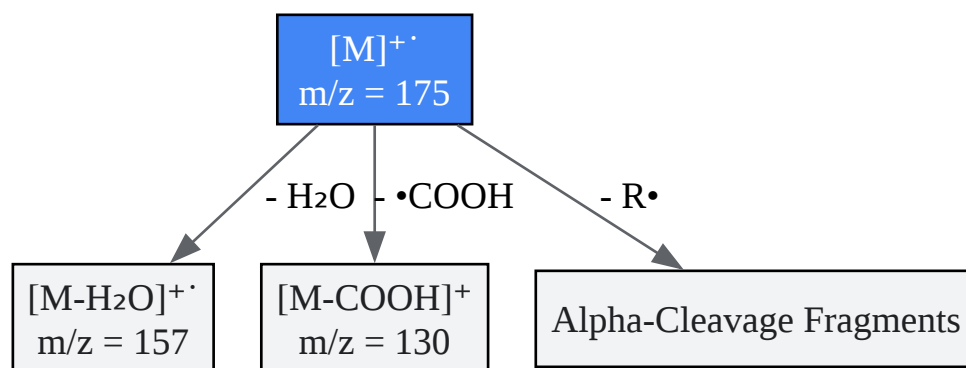 [M]⁺˙
m/z = 175
- H₂O
- •COOH
- R•
[M-H₂O]⁺˙
m/z = 157
[M-COOH]⁺
m/z = 130
Alpha-Cleavage Fragments